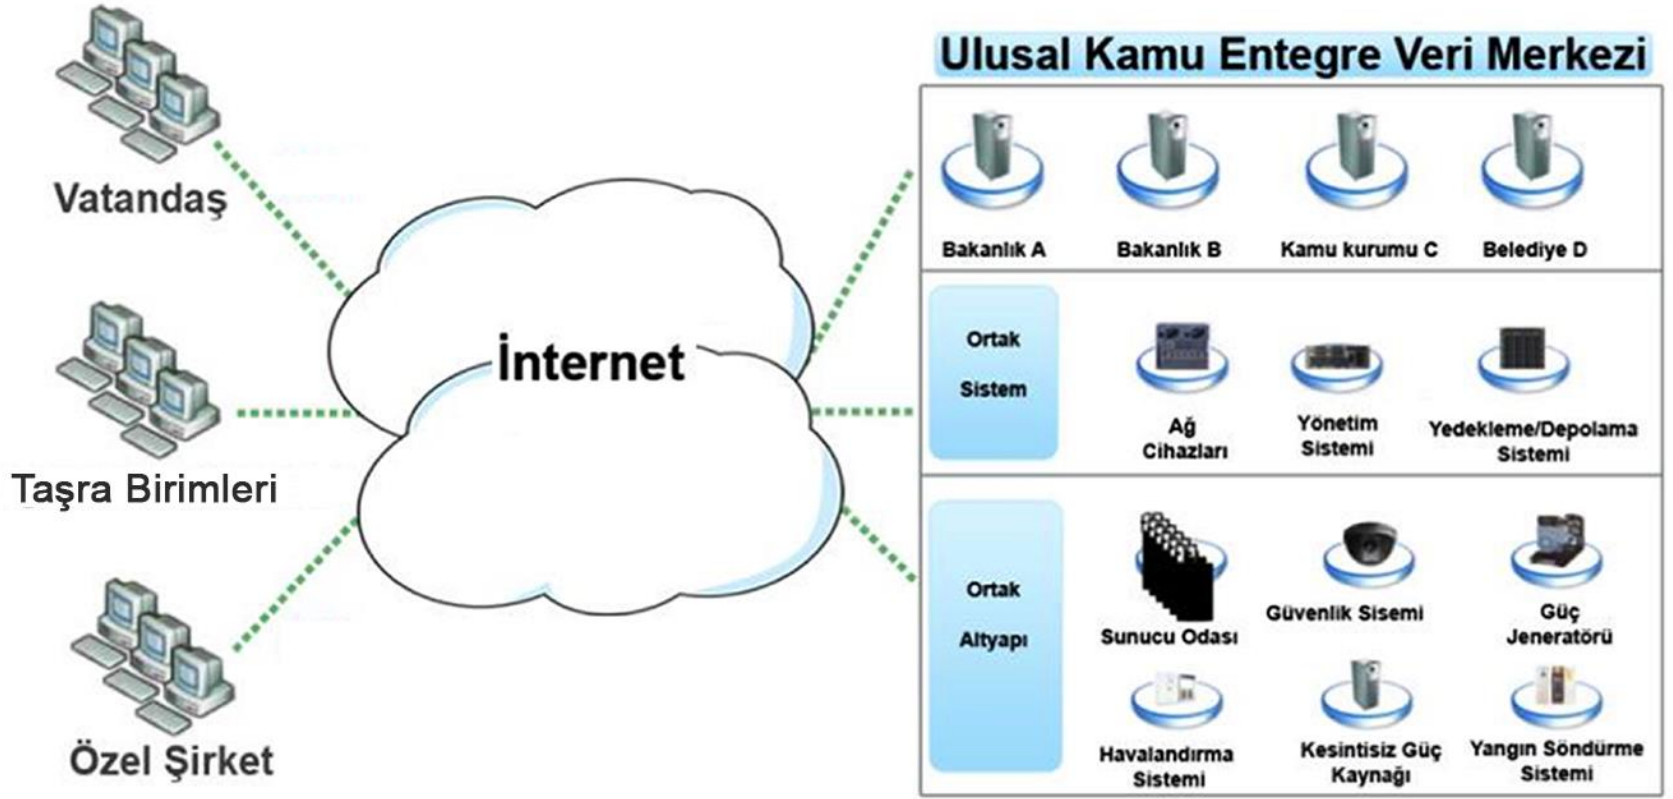 Ulusal Kamu Entegre Veri Merkezi
Vatandaş
Taşra Birimleri
Özel Şirket
İnternet
Bakanlık A
Bakanlık B
Kamu kurumu C
Belediye D
Ortak
Sistem
Ağ
Cihazları
Yönetim
Sistemi
Yedekleme/Depolama
Sistemi
Ortak
Altyapı
Sunucu Odası
Güvenlik Sisemi
Güç
Jeneratörü
Havalandırma
Sistemi
Kesintisiz Güç
Kaynağı
Yangın Söndürme
Sistemi